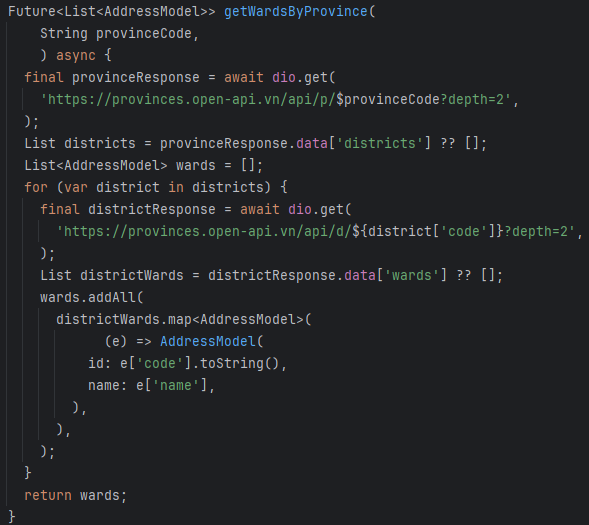 Future<List<AddressModel>> getWardsByProvince(
    String provinceCode,
    ) async {
  final provinceResponse = await dio.get(
    'https://provinces.open-api.vn/api/p/$provinceCode?depth=2',
  );
  List districts = provinceResponse.data['districts'] ?? [];
  List<AddressModel> wards = [];
  for (var district in districts) {
    final districtResponse = await dio.get(
      'https://provinces.open-api.vn/api/d/${district['code']}?depth=2',
    );
    List districtWards = districtResponse.data['wards'] ?? [];
    wards.addAll(
      districtWards.map<AddressModel>(
            (e) => AddressModel(
          id: e['code'].toString(),
          name: e['name'],
        ),
      ),
    );
  }
  return wards;
}